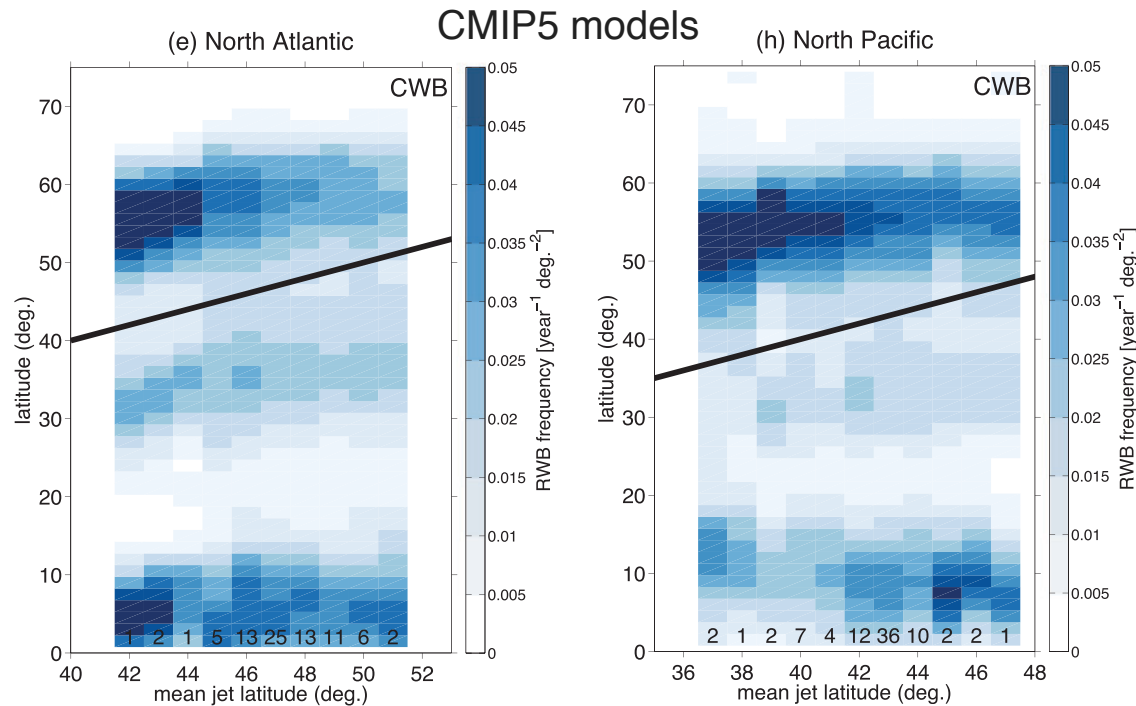 CMIP5 models
(e) North Atlantic
CWB
70
60
50
40
30
20
10
0
latitude (deg.)
1 2 1 5 13 25 13 11 6 2
40 42 44 46 48 50 52
mean jet latitude (deg.)
0.05
0.045
0.04
0.035
0.03
0.025
0.02
0.015
0.01
0.005
0
RWB frequency [year⁻¹ deg.⁻²]
(h) North Pacific
CWB
70
60
50
40
30
20
10
0
latitude (deg.)
2 1 2 7 4 12 36 10 2 2 1
36 38 40 42 44 46 48
mean jet latitude (deg.)
0.05
0.045
0.04
0.035
0.03
0.025
0.02
0.015
0.01
0.005
0
RWB frequency [year⁻¹ deg.⁻²]